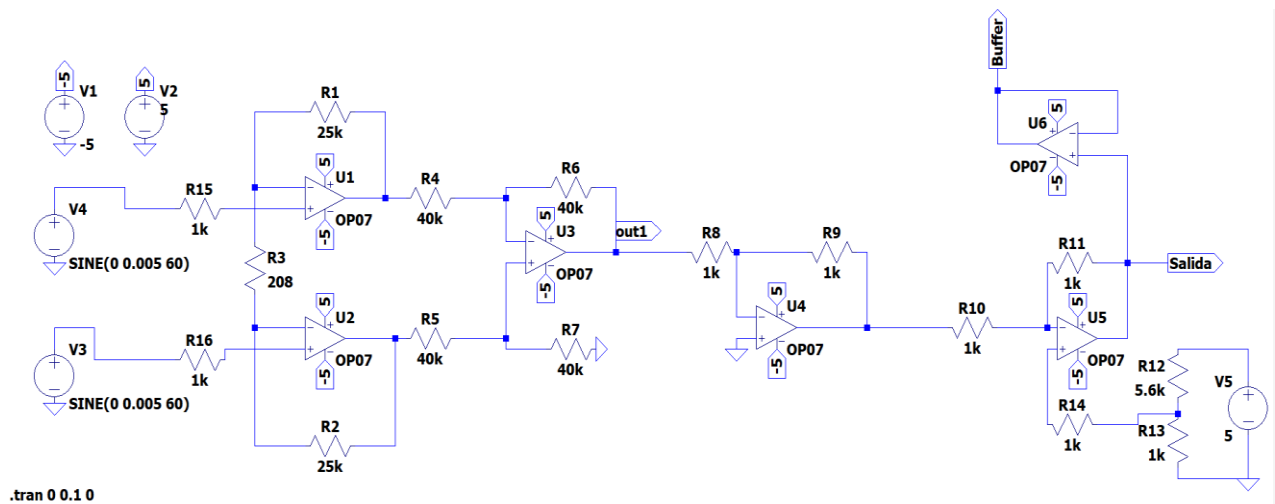 -5
V1
-5
5
V2
5
V4
SINE(0 0.005 60)
V3
SINE(0 0.005 60)
R15
1k
R16
1k
R1
25k
R3
208
R2
25k
5
U1
OP07
-5
5
U2
OP07
-5
R4
40k
R5
40k
R6
40k
5
U3
OP07
-5
R7
40k
out1
R8
1k
R9
1k
5
U4
OP07
-5
R10
1k
Buffer
5
U6
OP07
-5
R11
1k
Salida
5
U5
OP07
-5
R14
1k
R12
5.6k
R13
1k
V5
5
.tran 0 0.1 0